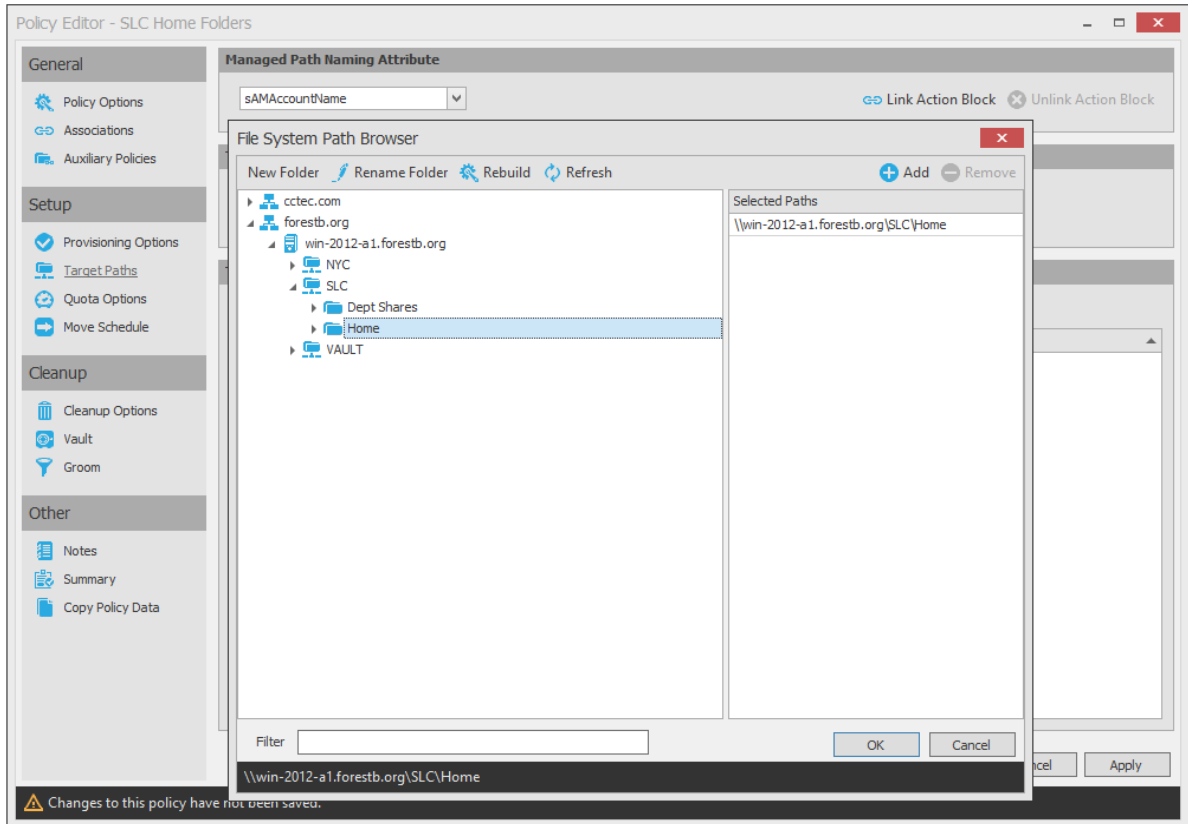 Policy Editor - SLC Home Folders
General
Policy Options
Associations
Auxiliary Policies
Setup
Provisioning Options
Target Paths
Quota Options
Move Schedule
Cleanup
Cleanup Options
Vault
Groom
Other
Notes
Summary
Copy Policy Data
Managed Path Naming Attribute
sAMAccountName
Link Action Block Unlink Action Block
File System Path Browser
New Folder Rename Folder Rebuild Refresh Add Remove
cctec.com
forestb.org
win-2012-a1.forestb.org
NYC
SLC
Dept Shares
Home
VAULT
Selected Paths
\\win-2012-a1.forestb.org\SLC\Home
Filter
OK Cancel
\\win-2012-a1.forestb.org\SLC\Home
Apply
Changes to this policy have not been saved.